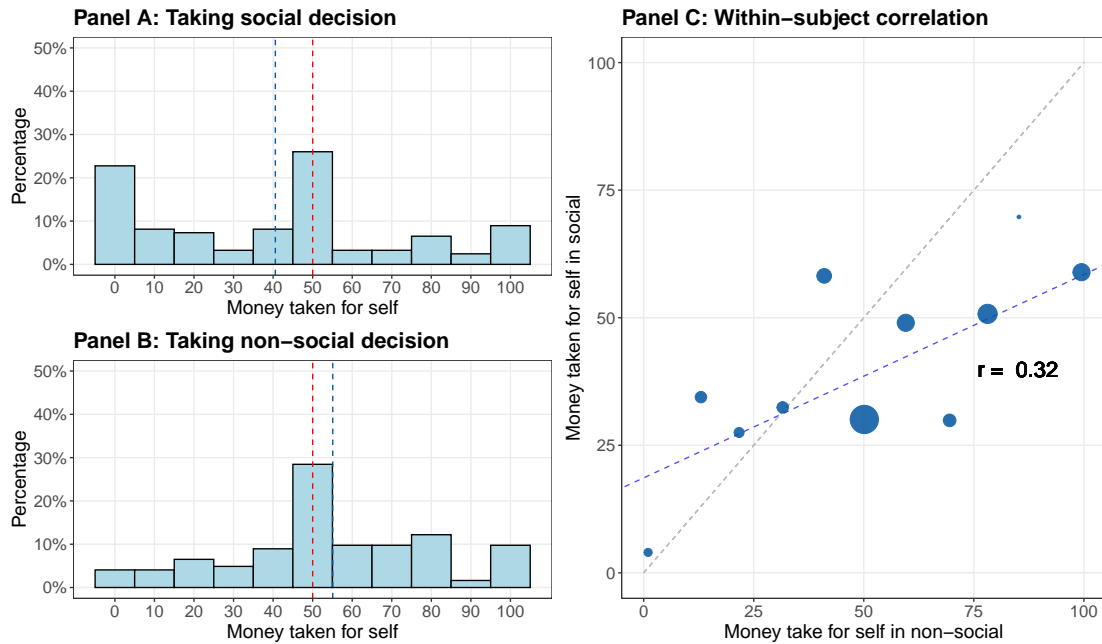 Panel A: Taking social decision
50%
40%
30%
20%
10%
0%
Percentage
0 10 20 30 40 50 60 70 80 90 100
Money taken for self
Panel B: Taking non−social decision
50%
40%
30%
20%
10%
0%
Percentage
0 10 20 30 40 50 60 70 80 90 100
Money taken for self
Panel C: Within−subject correlation
100
75
50
25
0
Money taken for self in social
r = 0.32
0 25 50 75 100
Money take for self in non−social